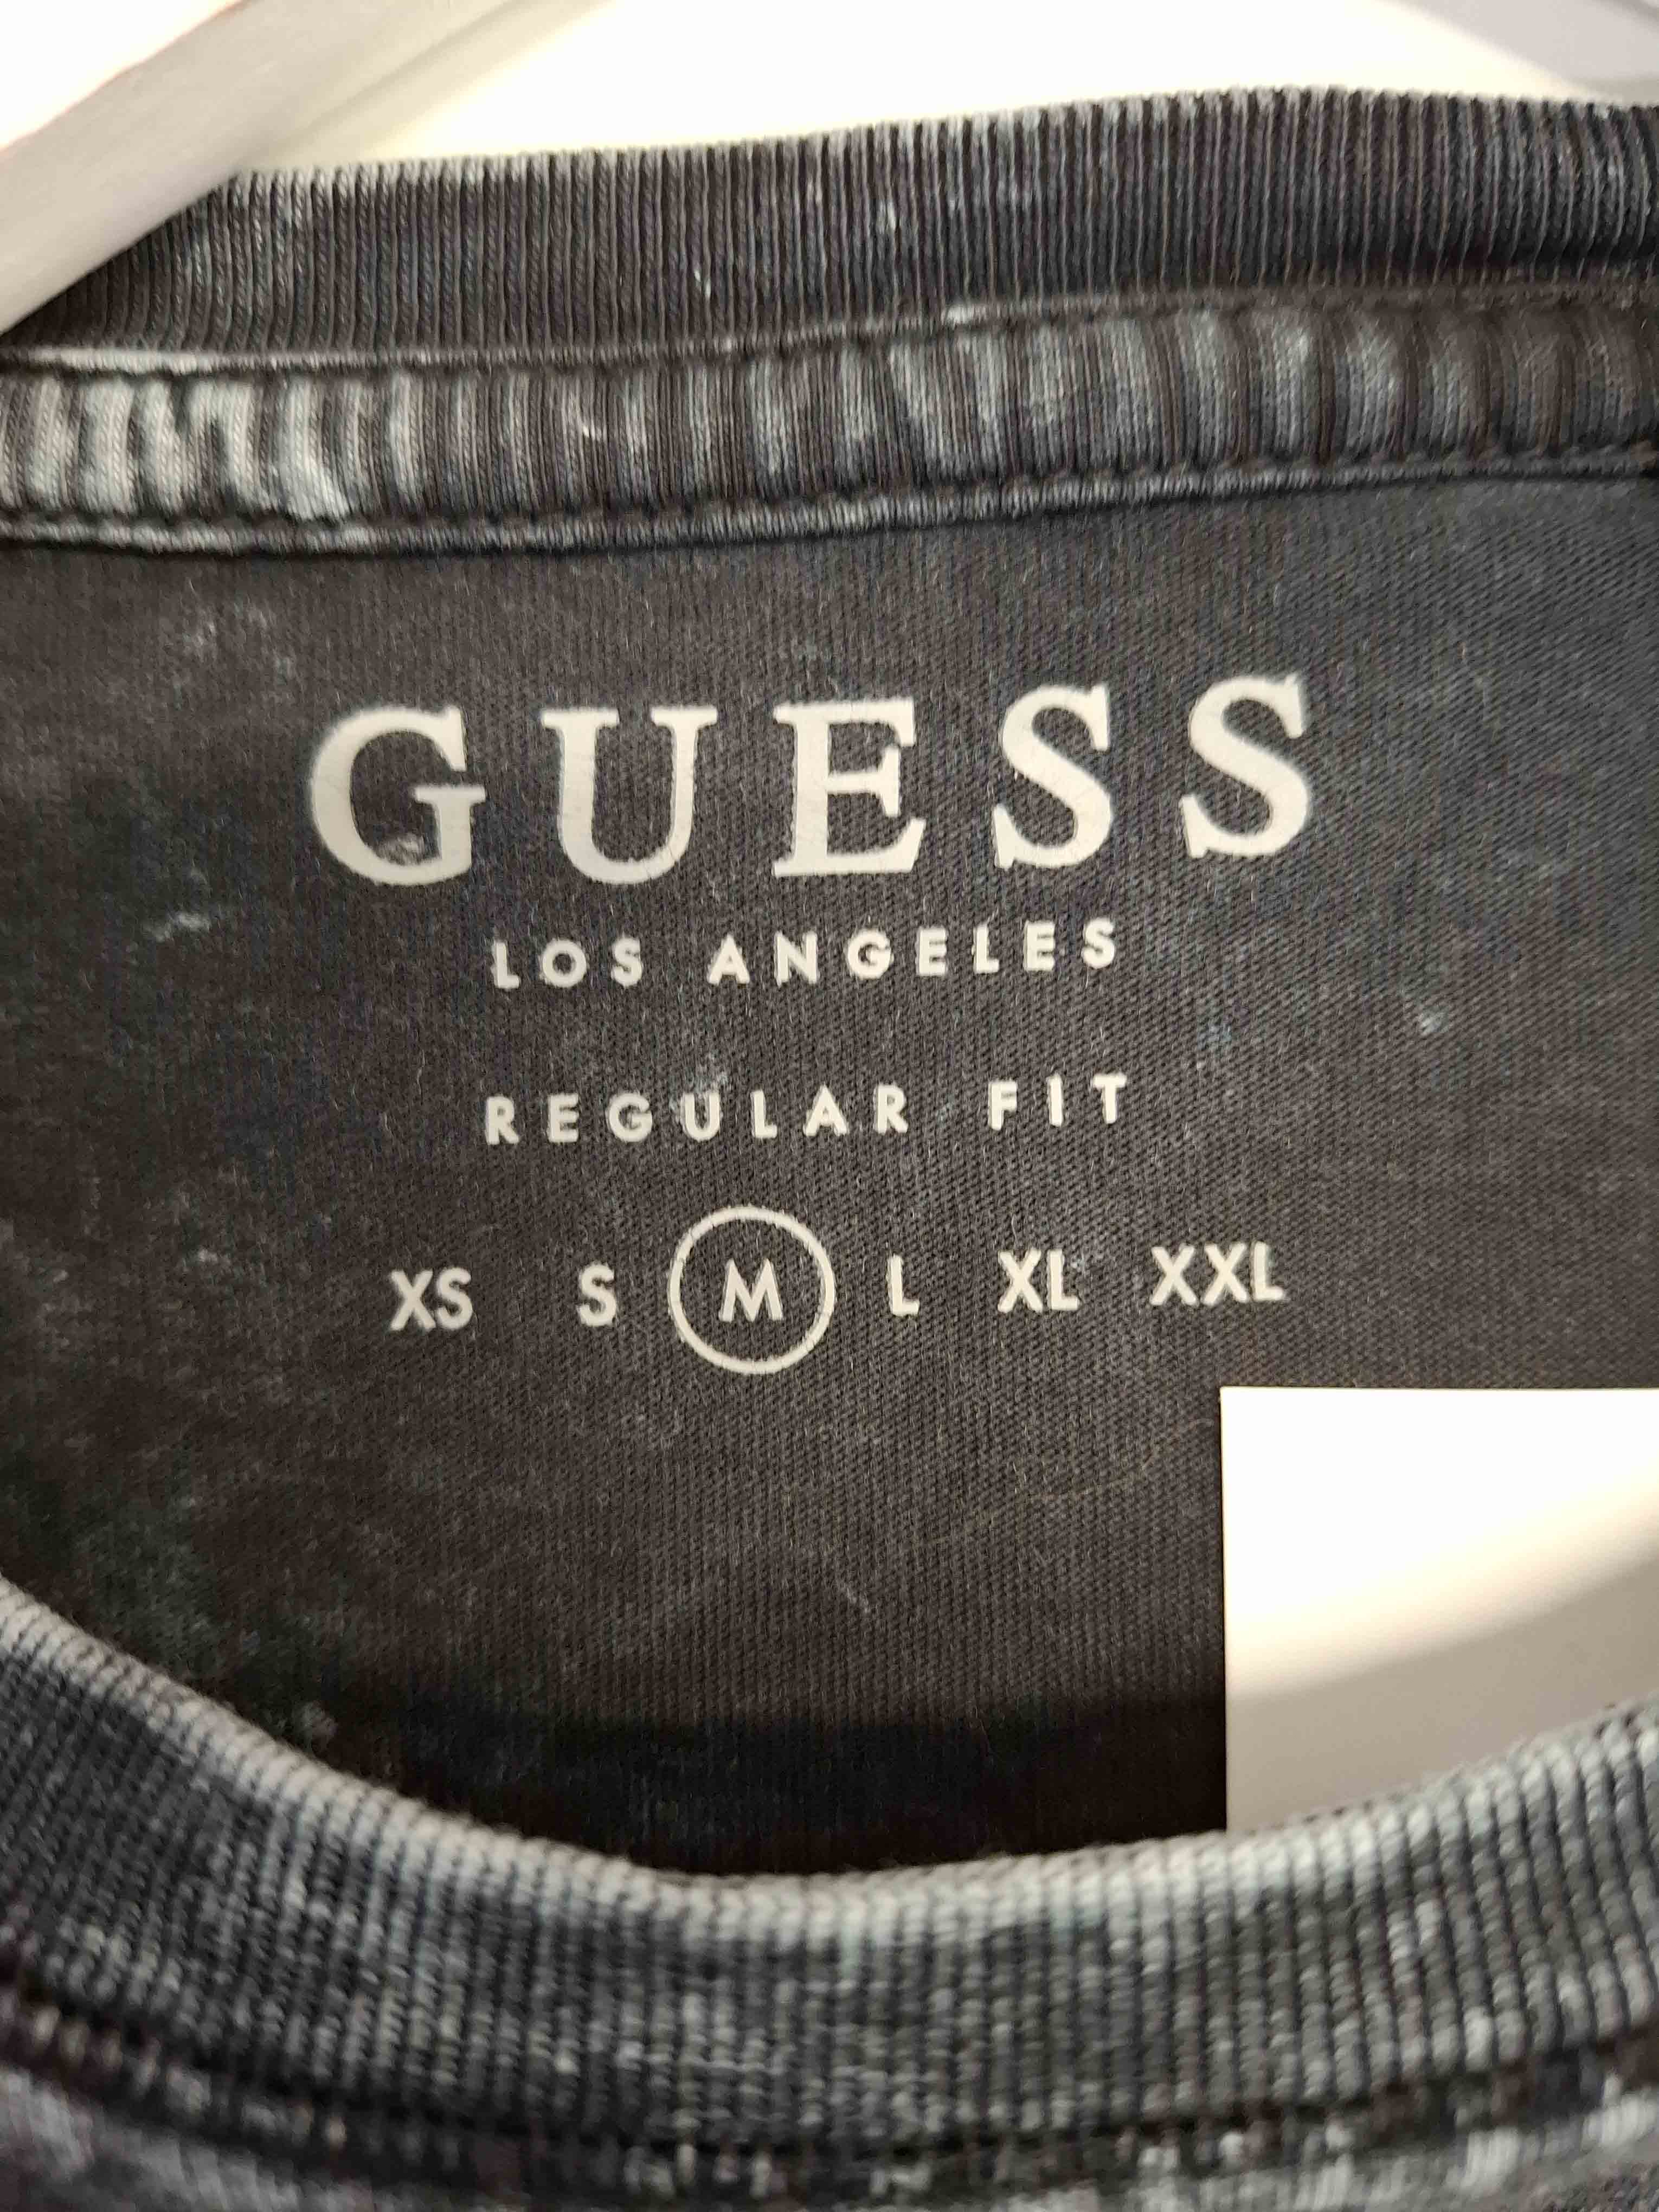 GUESS
LOS ANGELES
REGULAR FIT
XS S M L XL XXL